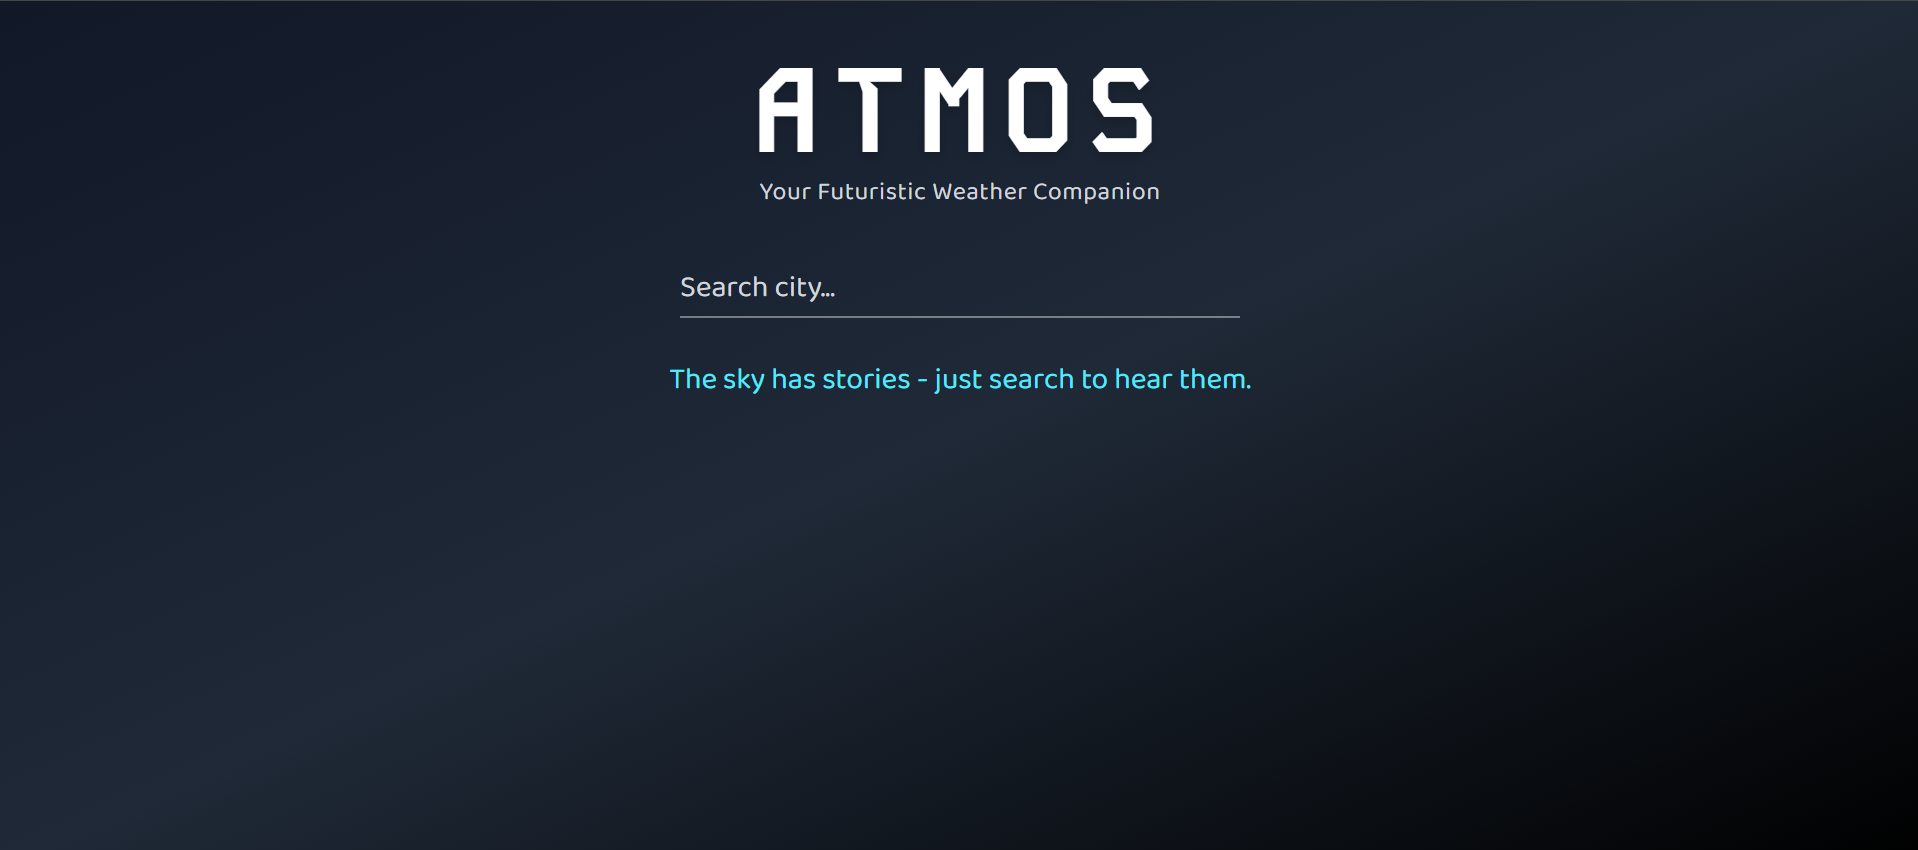 ATMOS
Your Futuristic Weather Companion
Search city...
The sky has stories - just search to hear them.